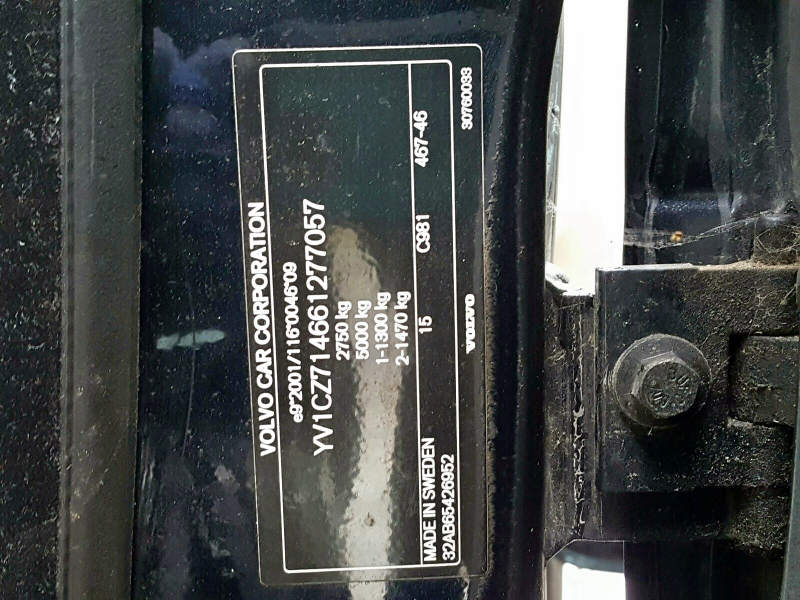 VOLVO CAR CORPORATION
e9*2001/116*0046*09
YV1CZ714661277057
2750 kg
5000 kg
1-1300 kg
2-1470 kg
15 C981 467-46
MADE IN SWEDEN
32AB65426952
VOLVO 30760033